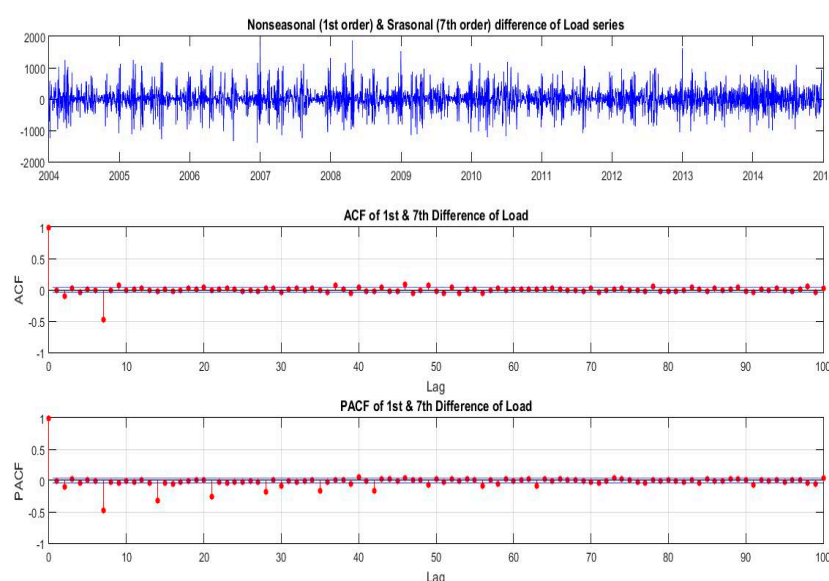 Nonseasonal (1st order) & Srasonal (7th order) difference of Load series
2000
1000
0
-1000
-2000
2004 2005 2006 2007 2008 2009 2010 2011 2012 2013 2014 201
ACF of 1st & 7th Difference of Load
1
0.5
0
-0.5
-1
ACF
0 10 20 30 40 50 60 70 80 90 100
Lag
PACF of 1st & 7th Difference of Load
1
0.5
0
-0.5
-1
PACF
0 10 20 30 40 50 60 70 80 90 100
Lag